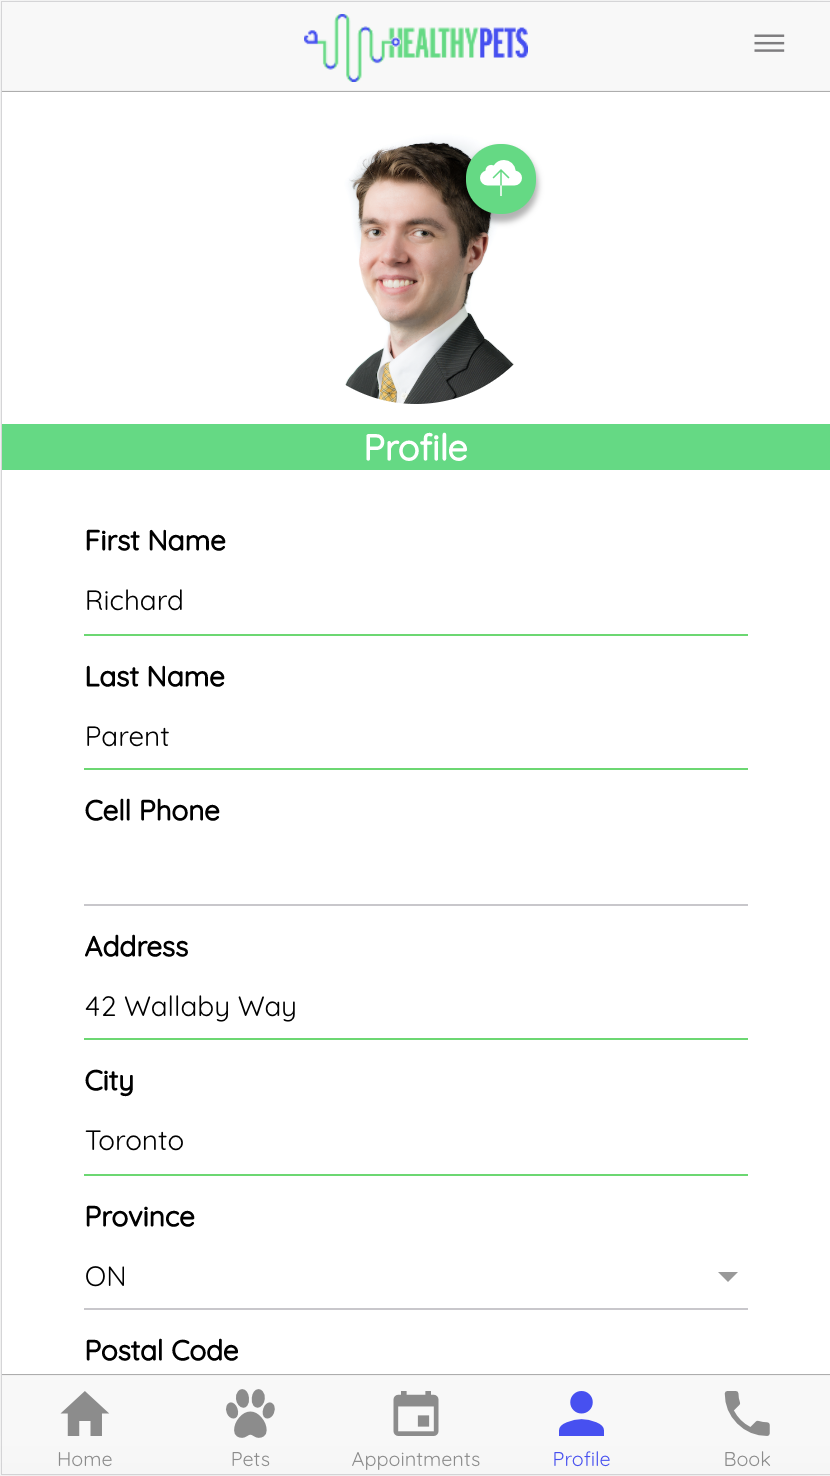 HEALTHYPETS
Profile
First Name
Richard
Last Name
Parent
Cell Phone
Address
42 Wallaby Way
City
Toronto
Province
ON
Postal Code
Home Pets Appointments Profile Book